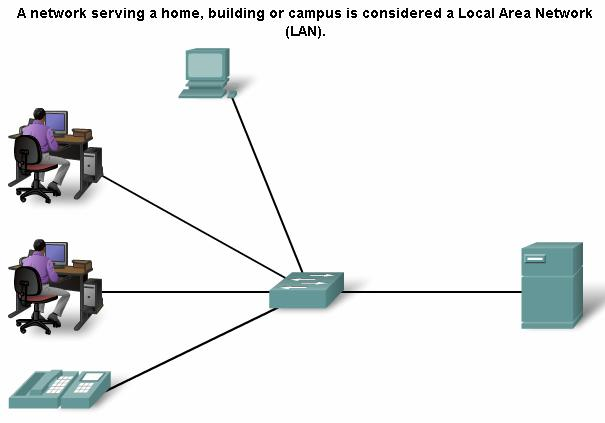 A network serving a home, building or campus is considered a Local Area Network
(LAN).